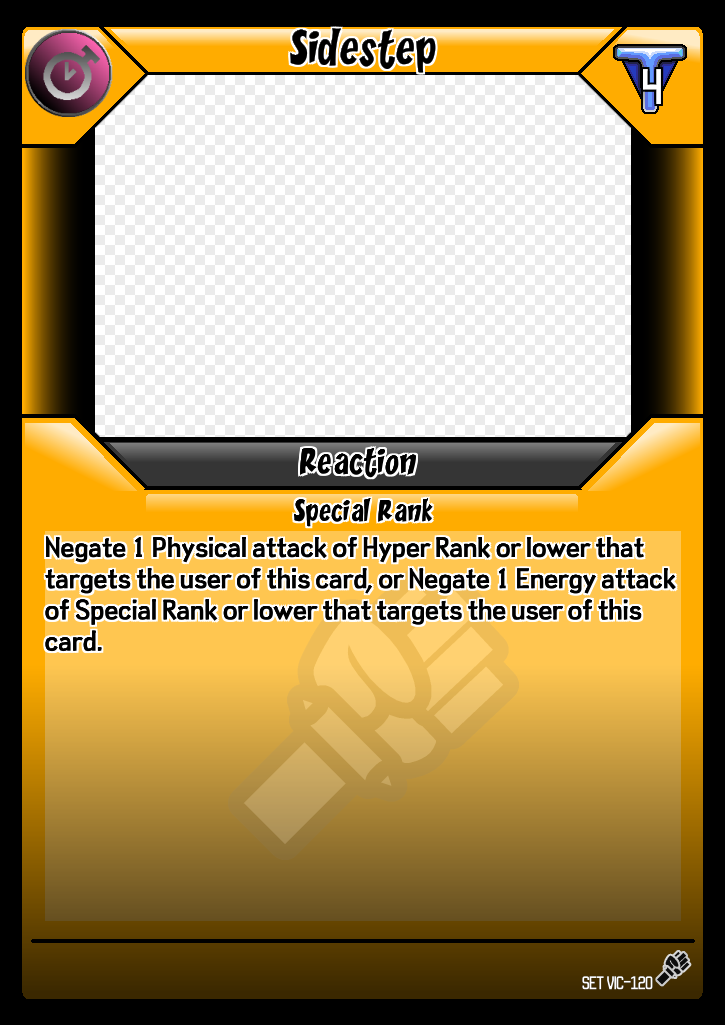 Sidestep
4
Reaction
Special Rank
Negate 1 Physical attack of Hyper Rank or lower that
targets the user of this card, or Negate 1 Energy attack
of Special Rank or lower that targets the user of this
card.
SET VIC-120